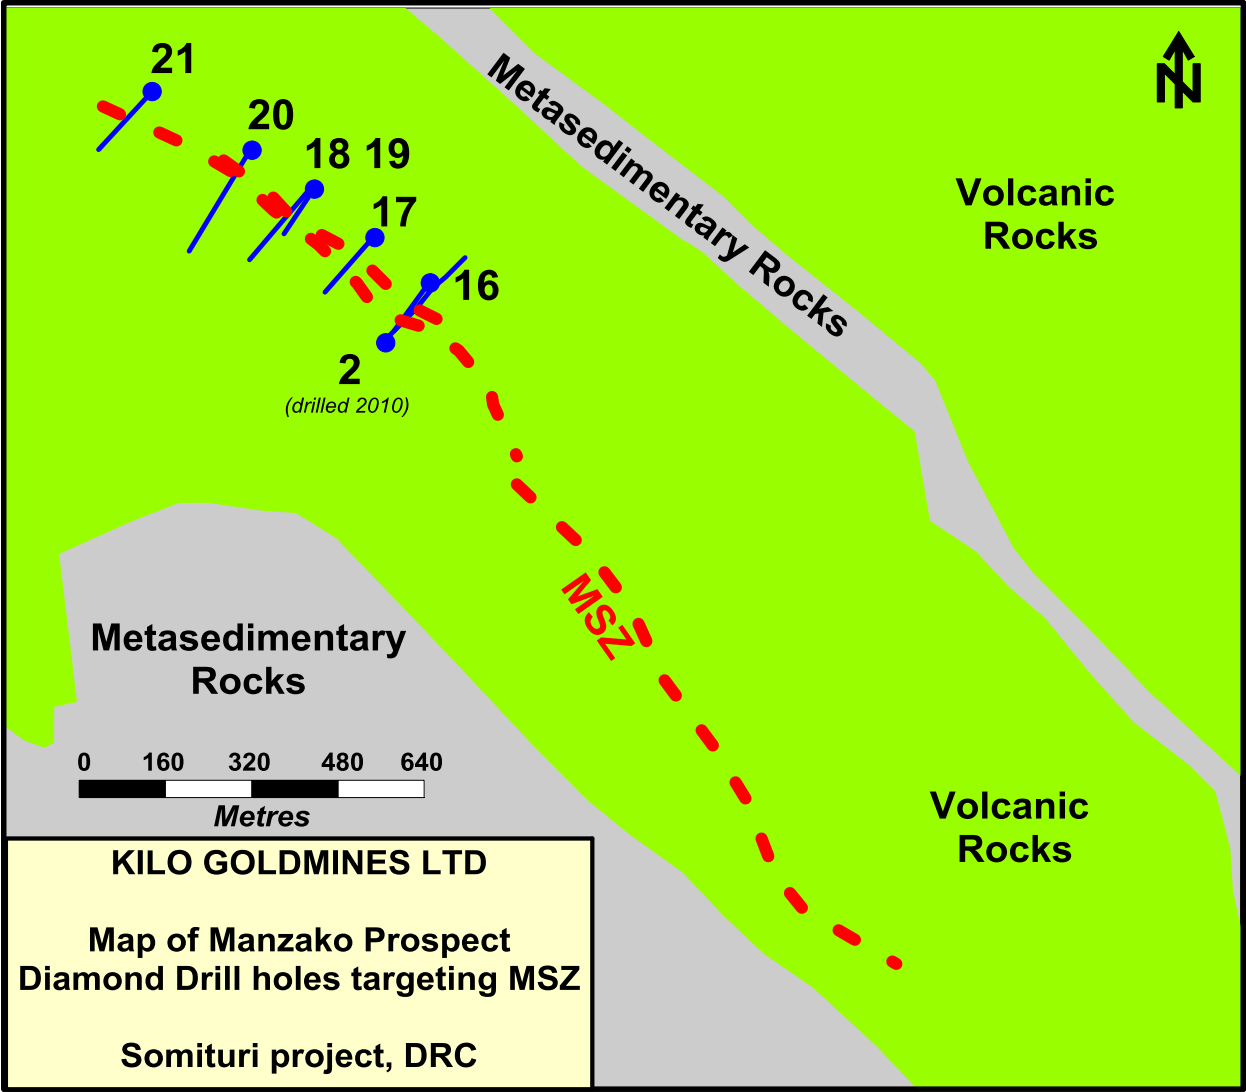 21
20
18 19
17
16
2
(drilled 2010)
Metasedimentary Rocks
N
Volcanic
Rocks
MSZ
Metasedimentary
Rocks
Volcanic
Rocks
0 160 320 480 640
Metres
KILO GOLDMINES LTD
Map of Manzako Prospect
Diamond Drill holes targeting MSZ
Somituri project, DRC